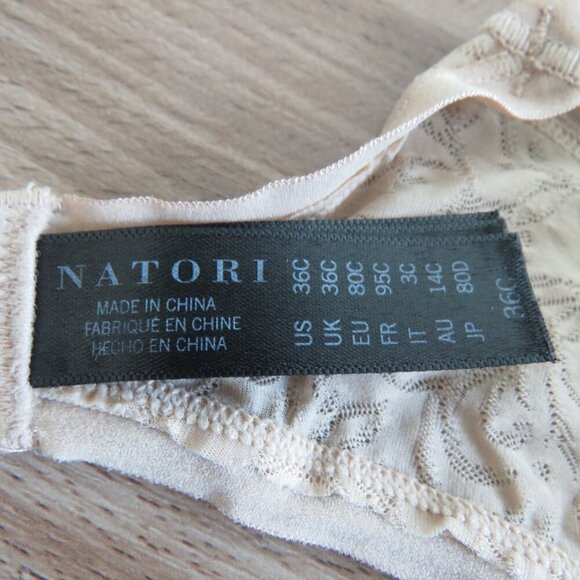 NATORI
MADE IN CHINA
FABRIQUÉ EN CHINE
HECHO EN CHINA
US 36C
UK 36C
EU 80C
FR 95C
IT 3C
AU 14C
JP 80D
36C